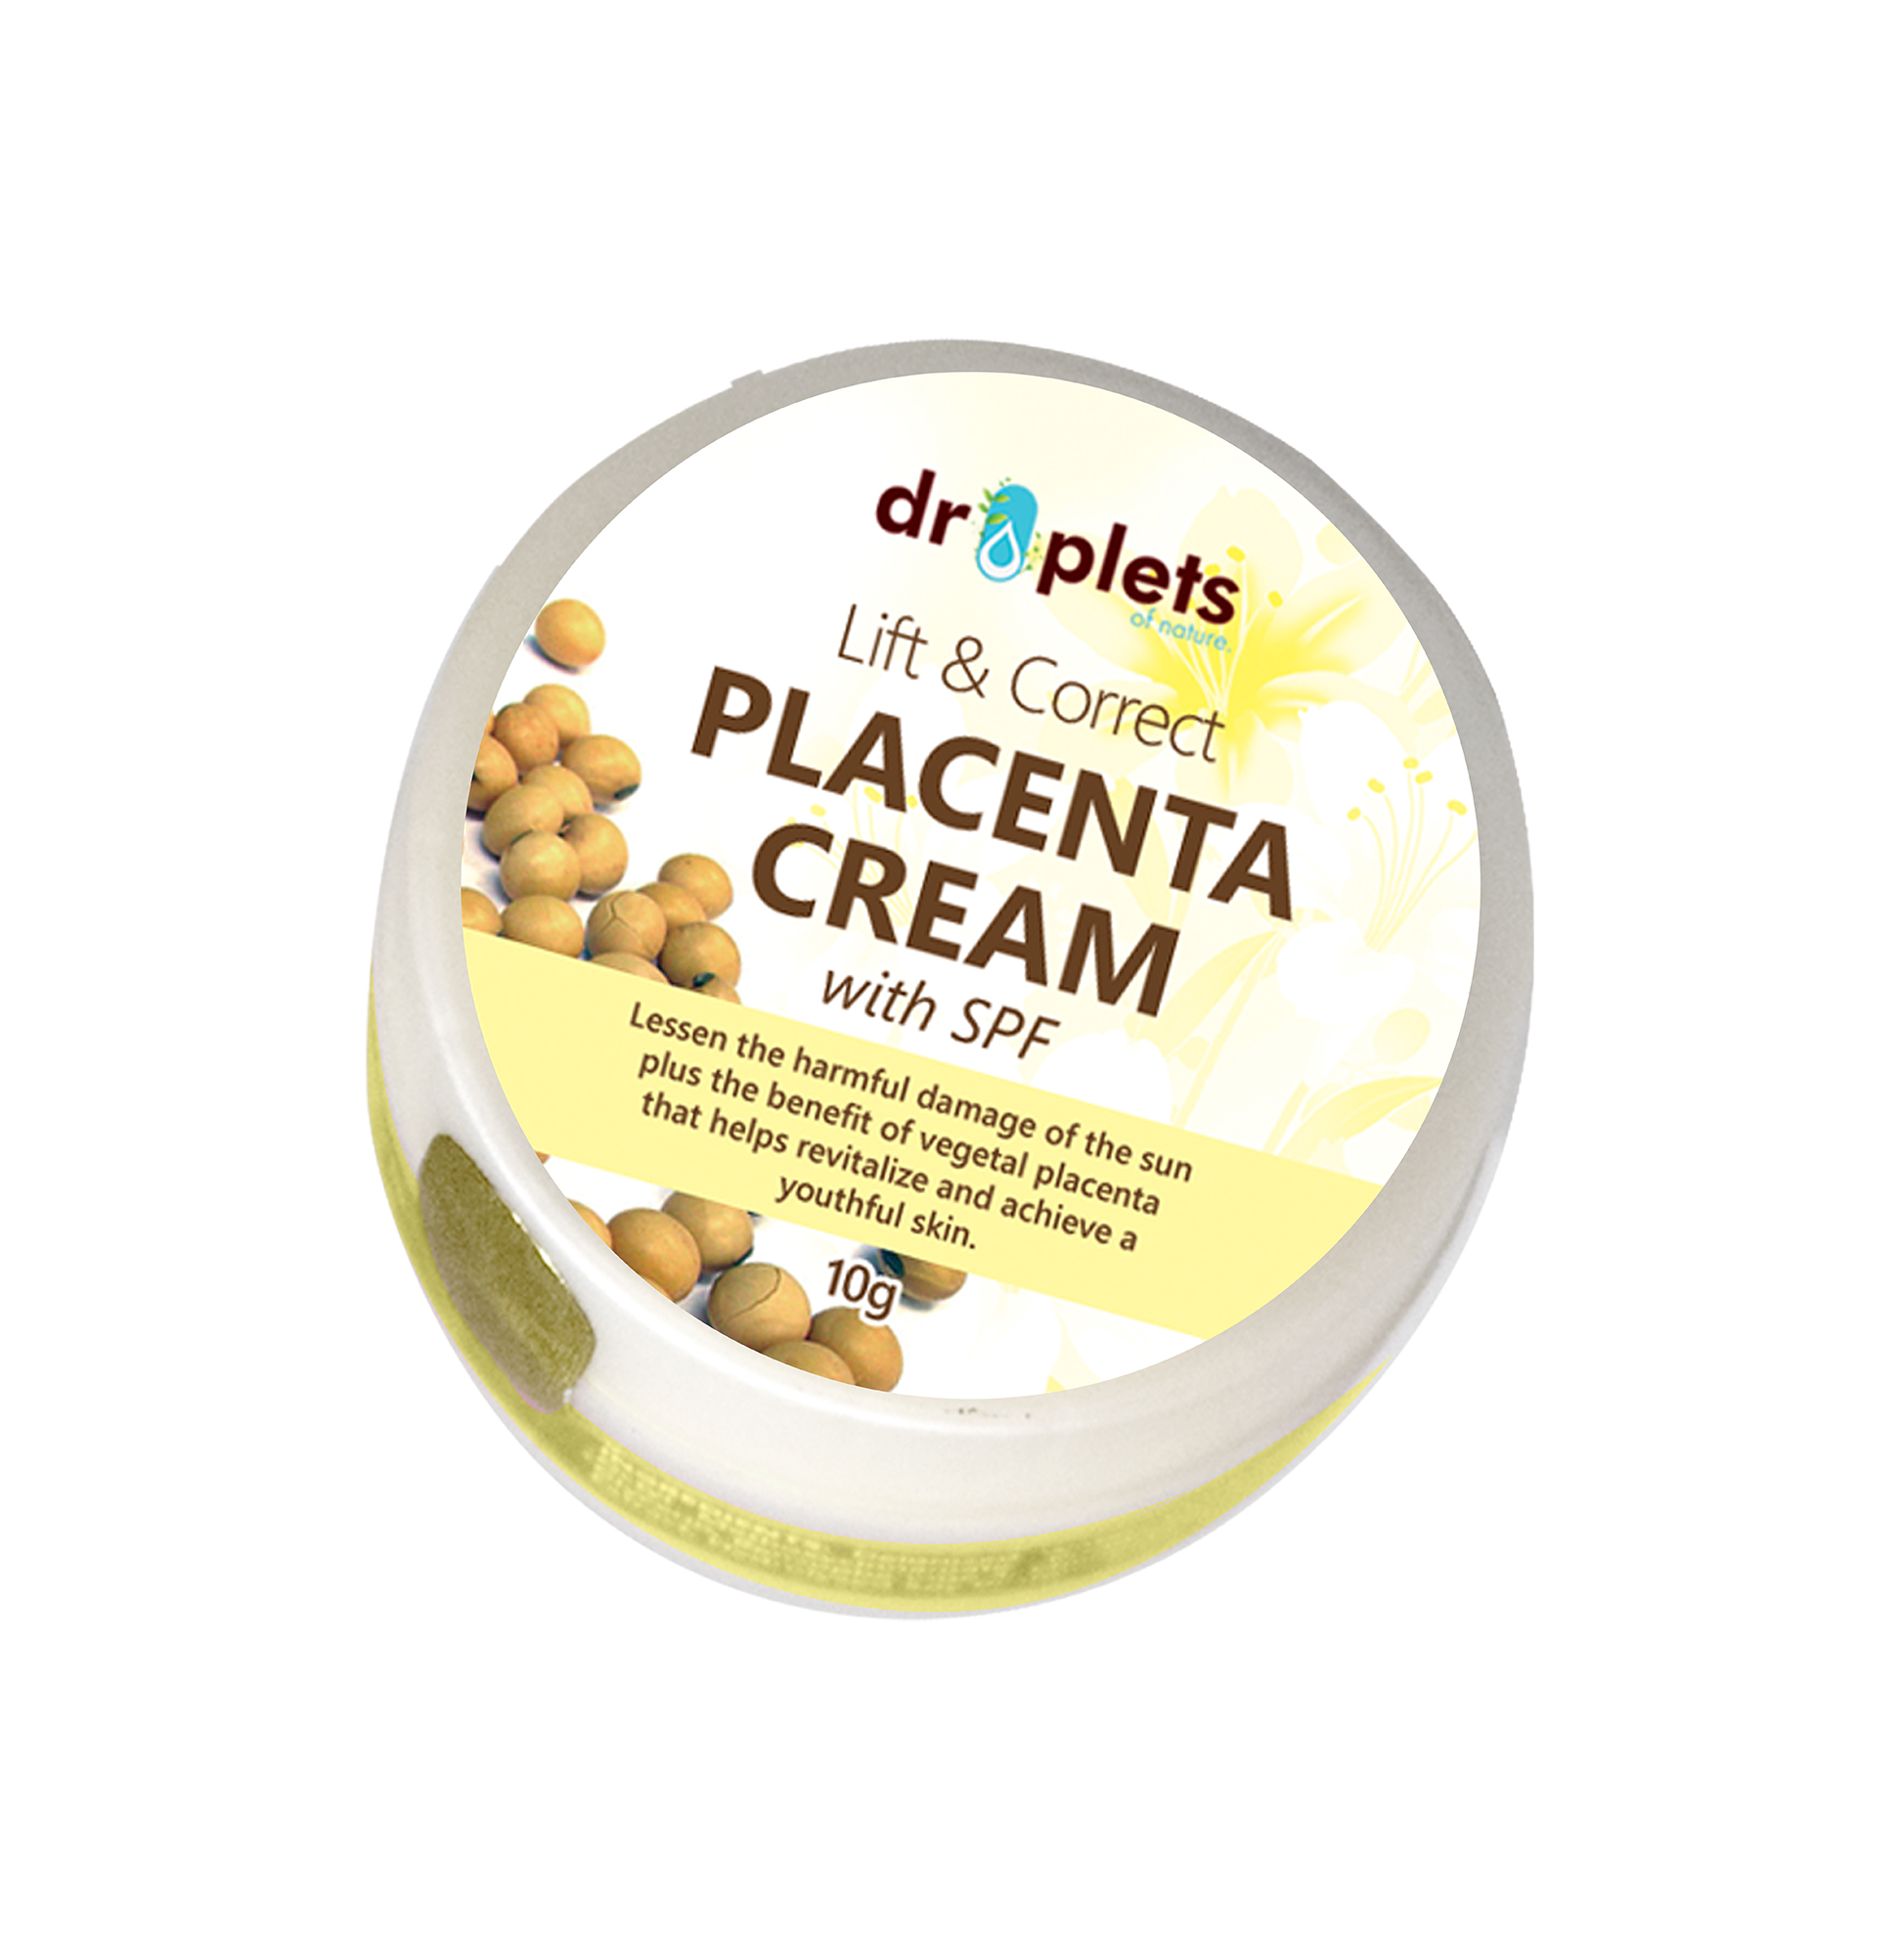 droplets
of nature.
Lift & Correct
PLACENTA
CREAM
with SPF
Lessen the harmful damage of the sun
plus the benefit of vegetal placenta
that helps revitalize and achieve a
youthful skin.
10g